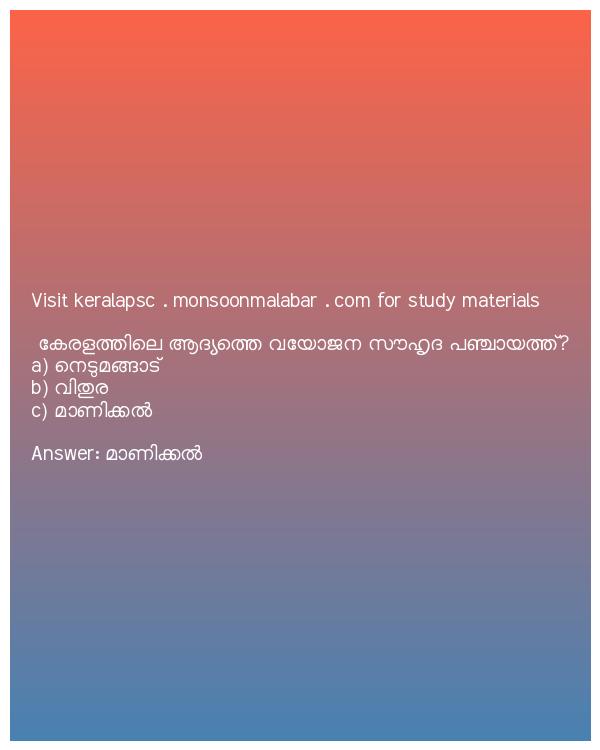 Visit keralapsc . monsoonmalabar . com for study materials
കേരളത്തിലെ ആദ്യത്തെ വയോജന സൗഹൃദ പഞ്ചായത്ത്?
a) നെടുമങ്ങാട്
b) വിതുര
c) മാണിക്കൽ
Answer: മാണിക്കൽ